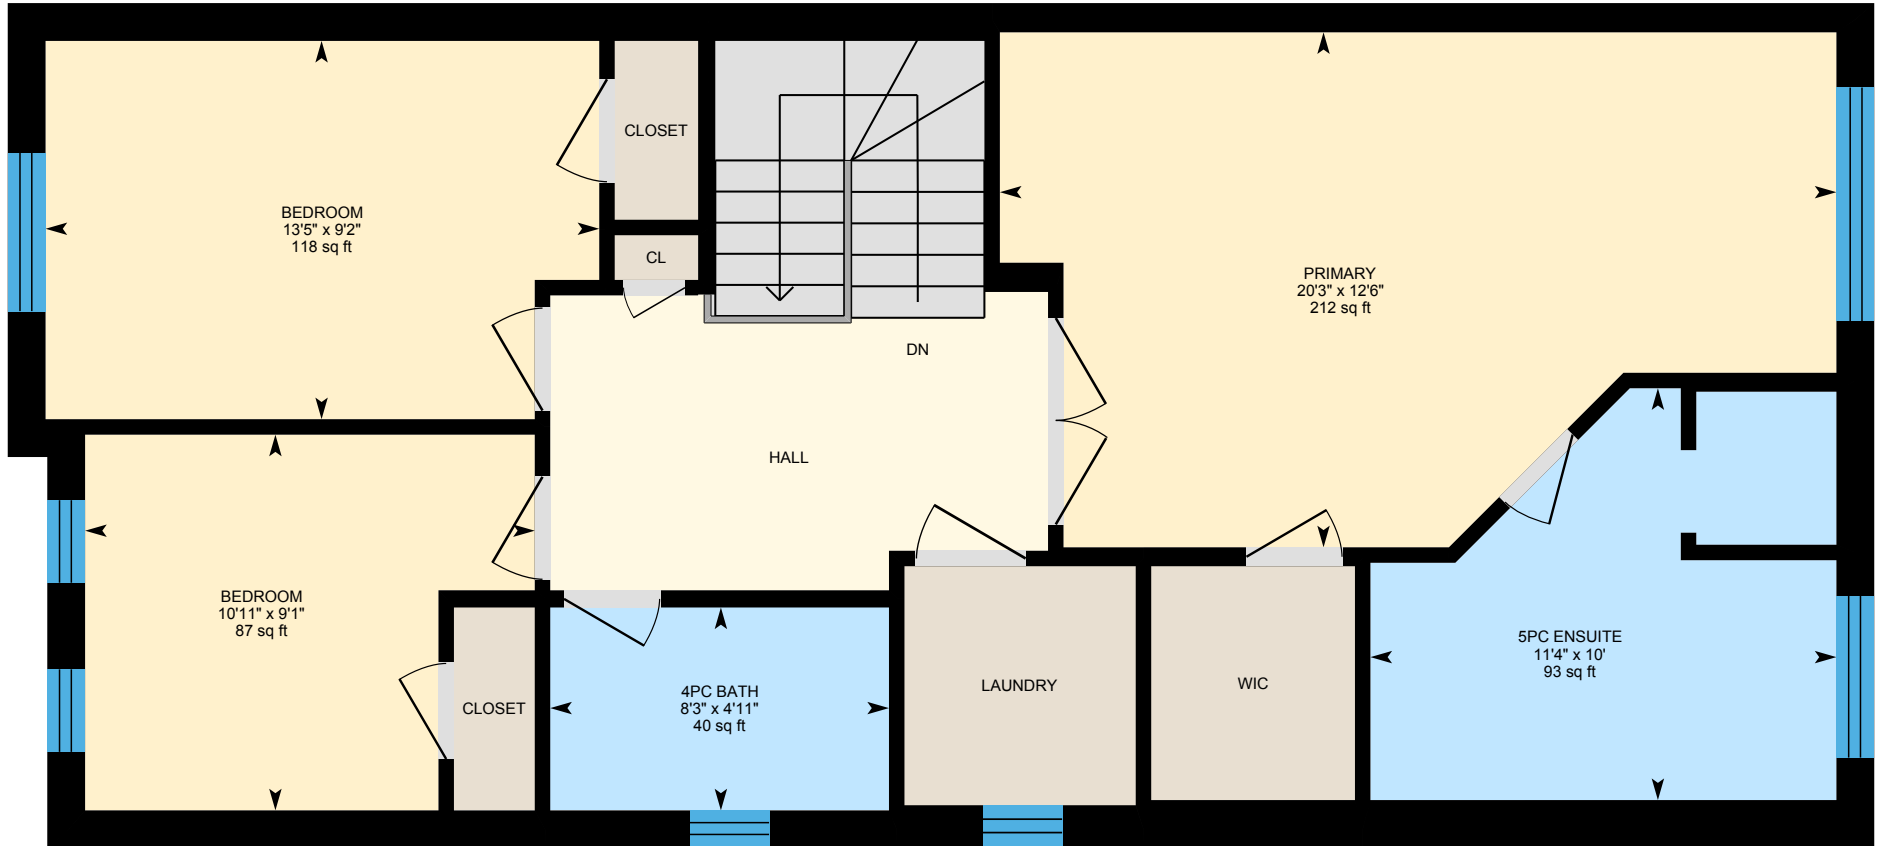 CLOSET
BEDROOM
13'5" x 9'2"
118 sq ft
CL
PRIMARY
20'3" x 12'6"
212 sq ft
DN
HALL
BEDROOM
10'11" x 9'1"
87 sq ft
CLOSET
4PC BATH
8'3" x 4'11"
40 sq ft
LAUNDRY
WIC
5PC ENSUITE
11'4" x 10'
93 sq ft